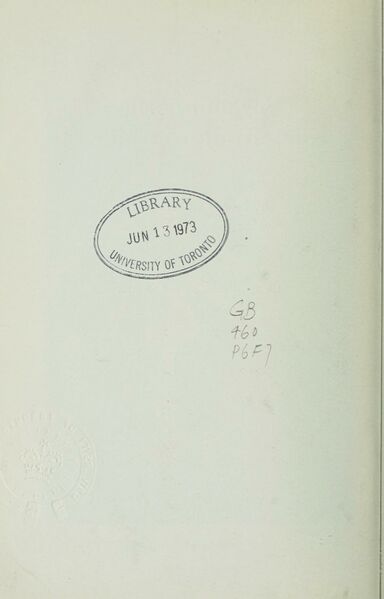 LIBRARY
JUN 13 1973
UNIVERSITY OF TORONTO
GB
460
P6F7